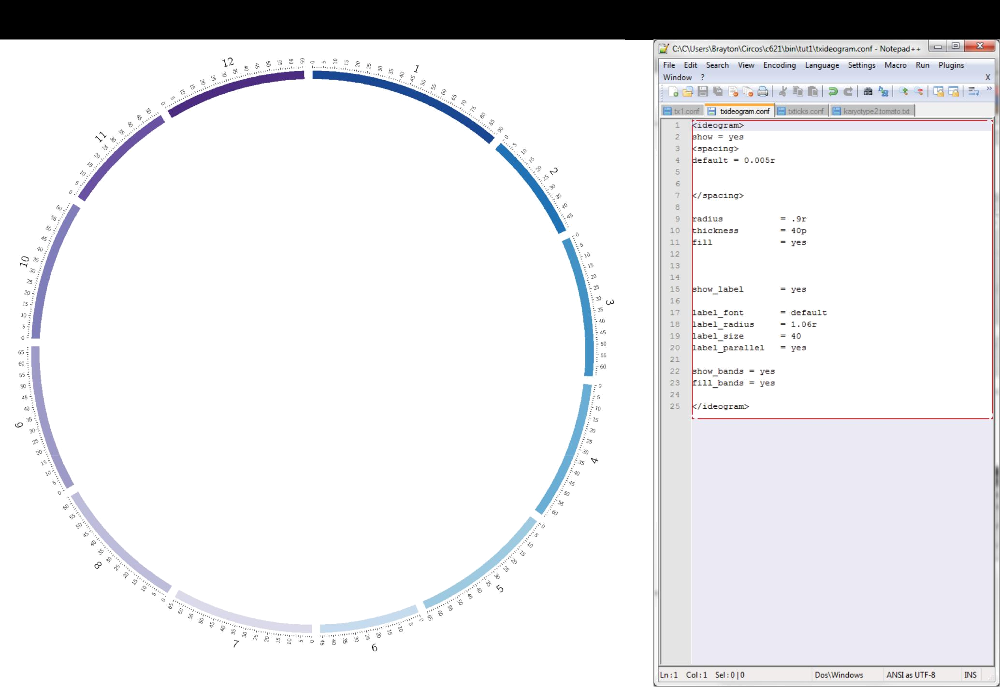 1
0 5 10 15 20 25 30 35 40 45 50 55 60 65 70 75 80 85 90
2
0 5 10 15 20 25 30 35 40 45
3
0 5 10 15 20 25 30 35 40 45 50 55 60
4
0 5 10 15 20 25 30 35 40 45 50 55 60
5
0 5 10 15 20 25 30 35 40 45 50 55 60 65
6
0 5 10 15 20 25 30 35 40 45
7
0 5 10 15 20 25 30 35 40 45 50 55 60 65
8
0 5 10 15 20 25 30 35 40 45 50 55 60
9
0 5 10 15 20 25 30 35 40 45 50 55 60 65
10
0 5 10 15 20 25 30 35 40 45 50 55 60
11
0 5 10 15 20 25 30 35 40 45 50
12
0 5 10 15 20 25 30 35 40 45 50 55 60 65
C:\C\Users\Brayton\Circos\c621\bin\tut1\txideogram.conf - Notepad++
File Edit Search View Encoding Language Settings Macro Run Plugins
Window ? X
tx1.conf txideogram.conf txticks.conf karyotype2.tomato.txt
1 <ideogram>
2 show = yes
3 <spacing>
4 default = 0.005r
5
6
7 </spacing>
8
9 radius = .9r
10 thickness = 40p
11 fill = yes
12
13
14
15 show_label = yes
16
17 label_font = default
18 label_radius = 1.06r
19 label_size = 40
20 label_parallel = yes
21
22 show_bands = yes
23 fill_bands = yes
24
25 </ideogram>
Ln : 1 Col : 1 Sel : 0 | 0 Dos\Windows ANSI as UTF-8 INS